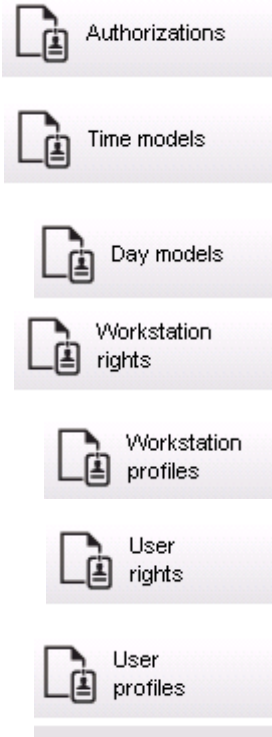 Authorizations
Time models
Day models
Workstation
rights
Workstation
profiles
User
rights
User
profiles